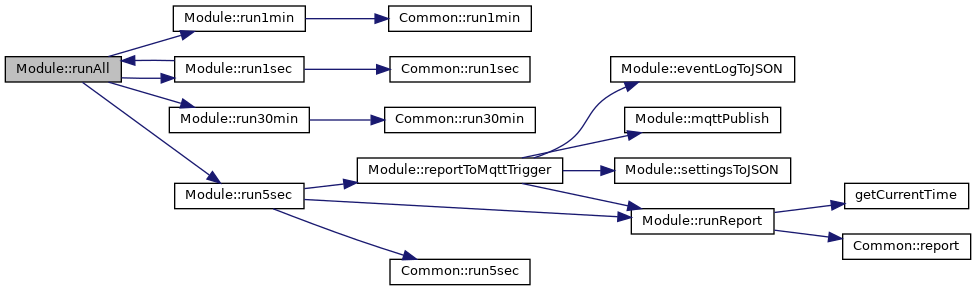 Module::run1min
Common::run1min
Module::runAll
Module::run1sec
Common::run1sec
Module::eventLogToJSON
Module::run30min
Common::run30min
Module::mqttPublish
Module::reportToMqttTrigger
Module::settingsToJSON
Module::run5sec
getCurrentTime
Module::runReport
Common::report
Common::run5sec